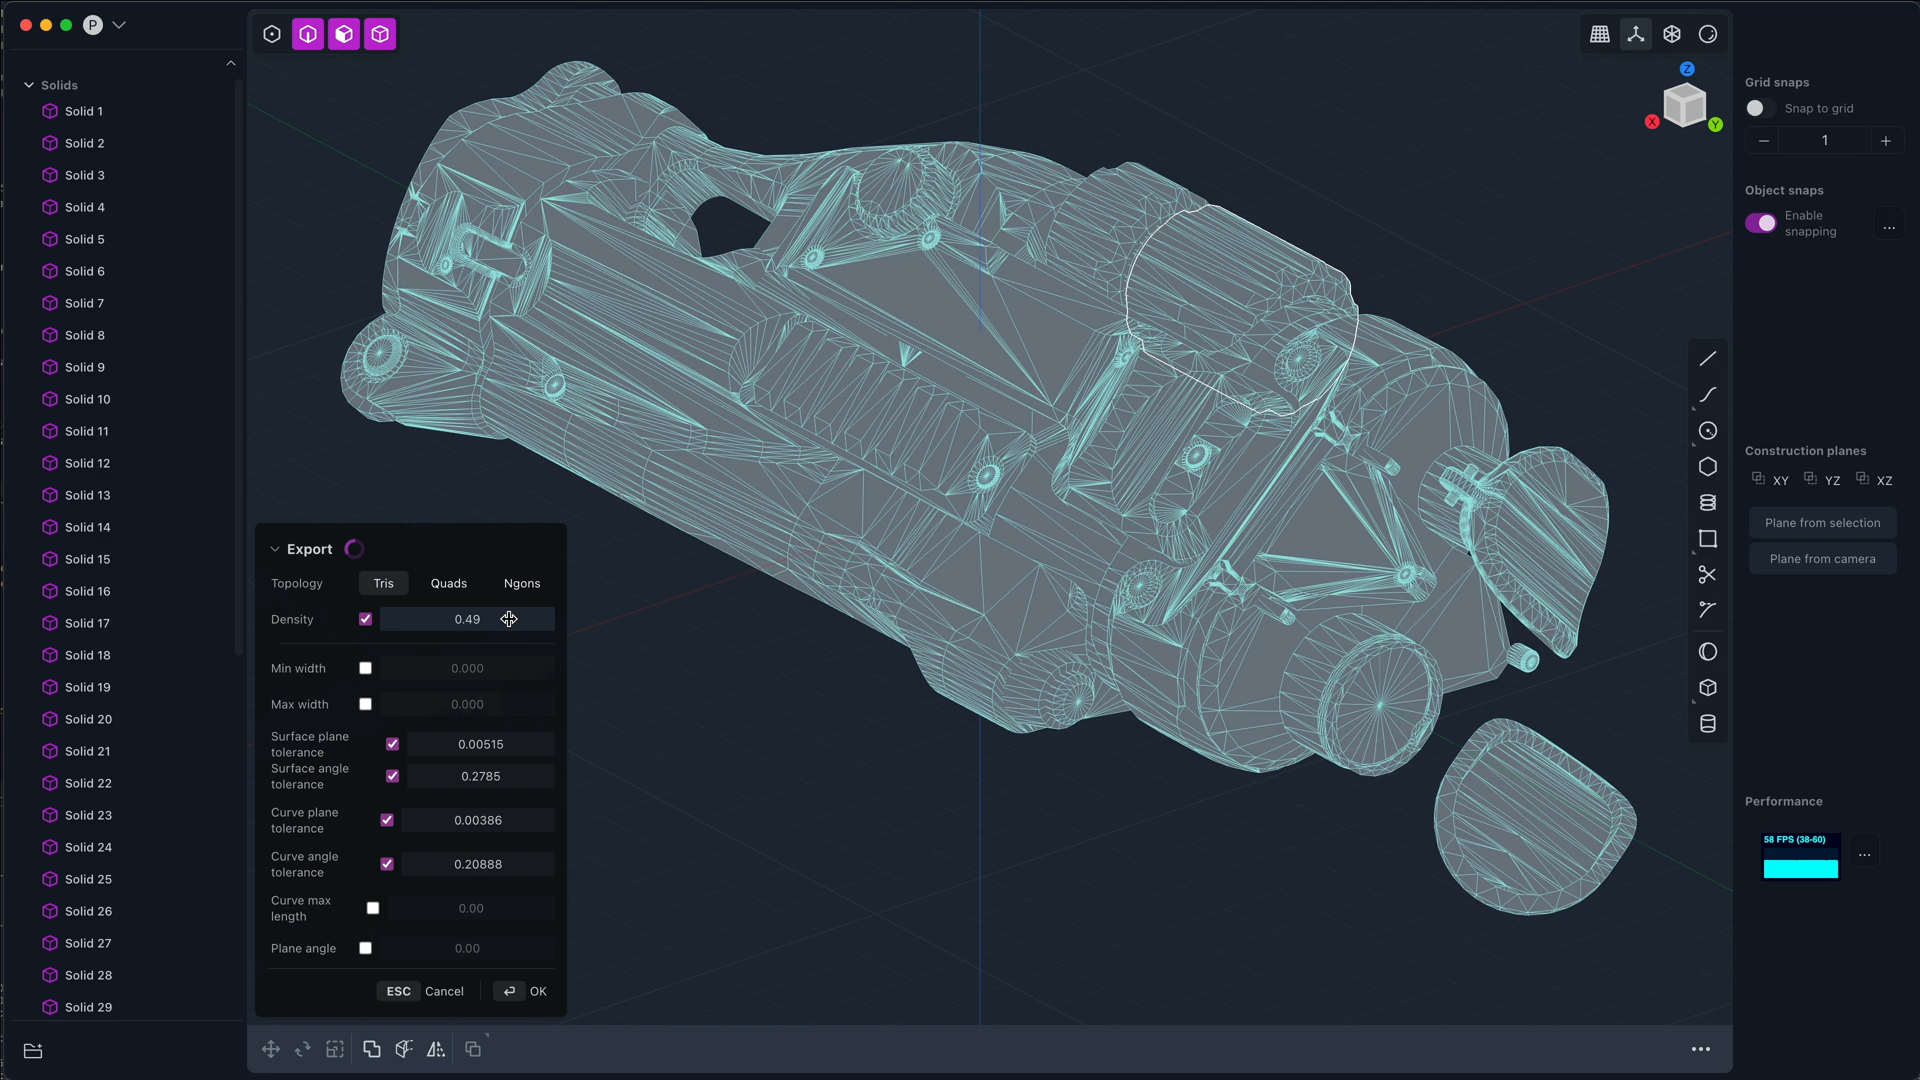 P
Solids
Solid 1
Solid 2
Solid 3
Solid 4
Solid 5
Solid 6
Solid 7
Solid 8
Solid 9
Solid 10
Solid 11
Solid 12
Solid 13
Solid 14
Solid 15
Solid 16
Solid 17
Solid 18
Solid 19
Solid 20
Solid 21
Solid 22
Solid 23
Solid 24
Solid 25
Solid 26
Solid 27
Solid 28
Solid 29
Export
Topology Tris Quads Ngons
Density 0.49
Min width 0.000
Max width 0.000
Surface plane
tolerance 0.00515
Surface angle
tolerance 0.2785
Curve plane
tolerance 0.00386
Curve angle
tolerance 0.20888
Curve max
length 0.00
Plane angle 0.00
ESC Cancel OK
Z
X Y
Grid snaps
Snap to grid
− 1 +
Object snaps
Enable
snapping ...
Construction planes
XY YZ XZ
Plane from selection
Plane from camera
Performance
58 FPS (38-60)
...